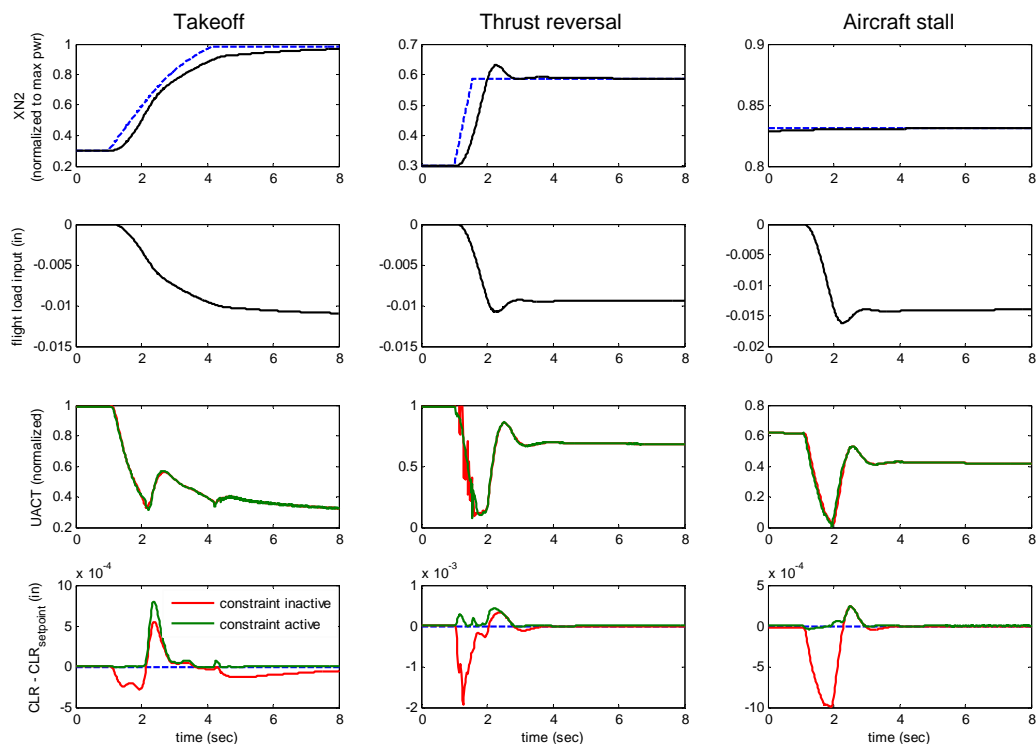 Takeoff
Thrust reversal
Aircraft stall
XN2
(normalized to max pwr)
1
0.8
0.6
0.4
0.2
0 2 4 6 8
0.7
0.6
0.5
0.4
0.3
0 2 4 6 8
0.9
0.85
0.8
0 2 4 6 8
flight load input (in)
0
-0.005
-0.01
-0.015
0 2 4 6 8
0
-0.005
-0.01
-0.015
0 2 4 6 8
0
-0.005
-0.01
-0.015
-0.02
0 2 4 6 8
UACT (normalized)
1
0.8
0.6
0.4
0.2
0 2 4 6 8
1
0.5
0
0 2 4 6 8
0.8
0.6
0.4
0.2
0
0 2 4 6 8
CLR - CLRsetpoint (in)
x 10-4
10
5
0
-5
constraint inactive
constraint active
0 2 4 6 8
time (sec)
x 10-3
1
0
-1
-2
0 2 4 6 8
time (sec)
x 10-4
5
0
-5
-10
0 2 4 6 8
time (sec)